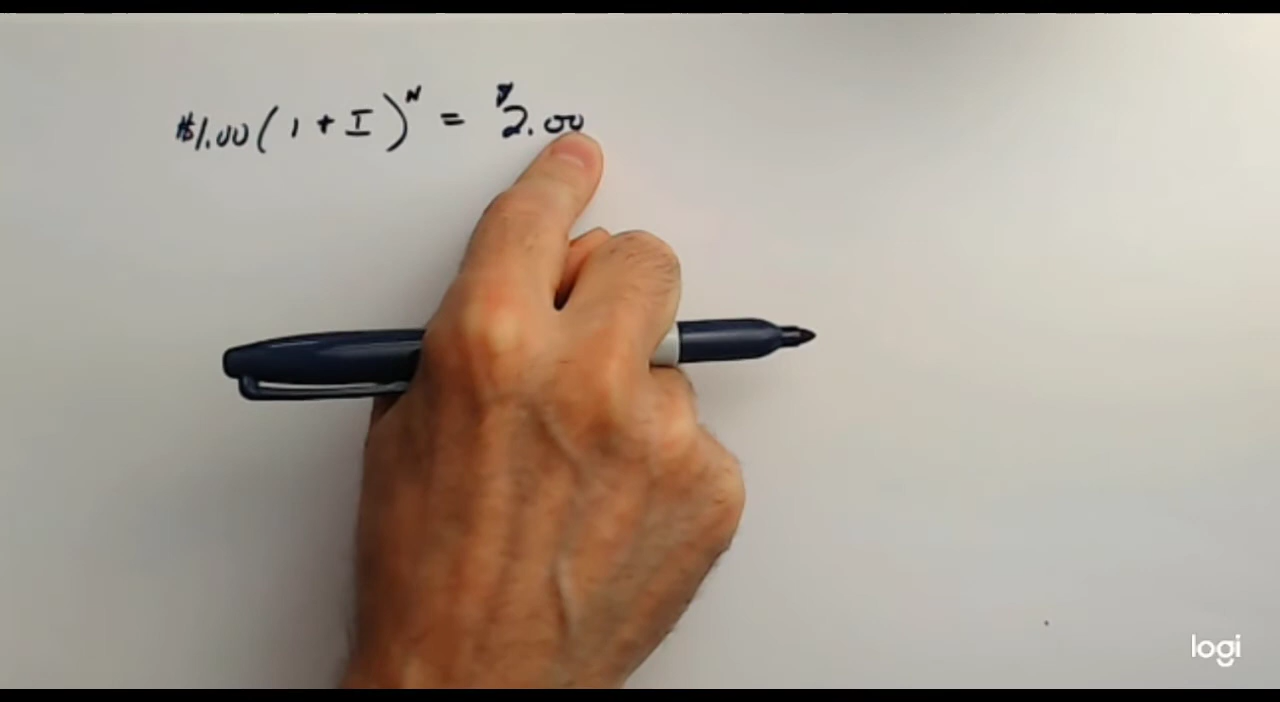 $1.00 ( 1 + I )^N = $2.00
logi